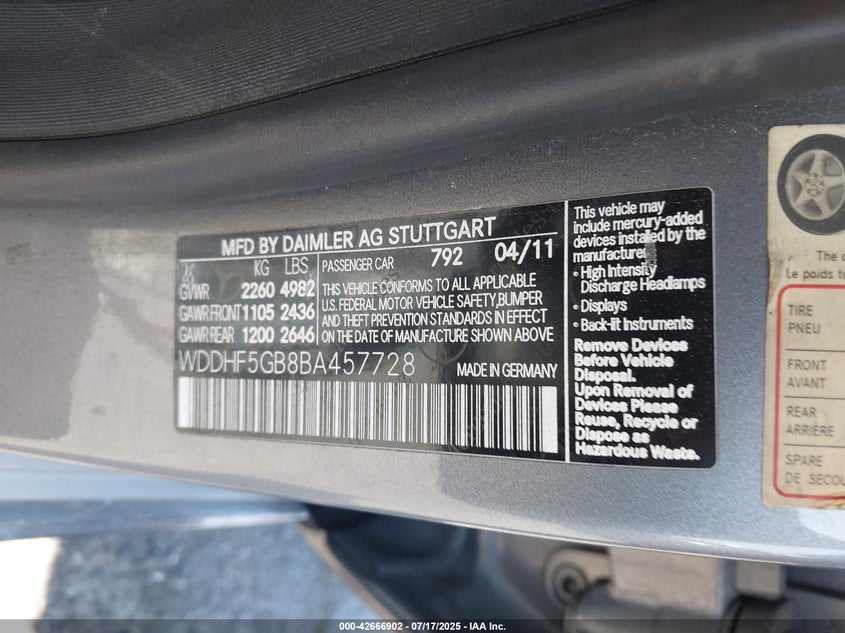 MFD BY DAIMLER AG STUTTGART
KG LBS PASSENGER CAR 792 04/11
GVWR 2260 4982
GAWR FRONT 1105 2436
GAWR REAR 1200 2646
THIS VEHICLE CONFORMS TO ALL APPLICABLE
U.S. FEDERAL MOTOR VEHICLE SAFETY, BUMPER
AND THEFT PREVENTION STANDARDS IN EFFECT
ON THE DATE OF MANUFACTURE SHOWN ABOVE
WDDHF5GB8BA457728 MADE IN GERMANY
This vehicle may
include mercury-added
devices installed by the
manufacturer:
• High Intensity
Discharge Headlamps
• Displays
• Back-lit Instruments
Remove Devices
Before Vehicle
Disposal.
Upon Removal of
Devices Please
Reuse, Recycle or
Dispose as
Hazardous Waste.
The c
Le poids to
TIRE
PNEU
FRONT
AVANT
REAR
ARRIÈRE
SPARE
DE SECOU
000-42666902 - 07/17/2025 - IAA Inc.